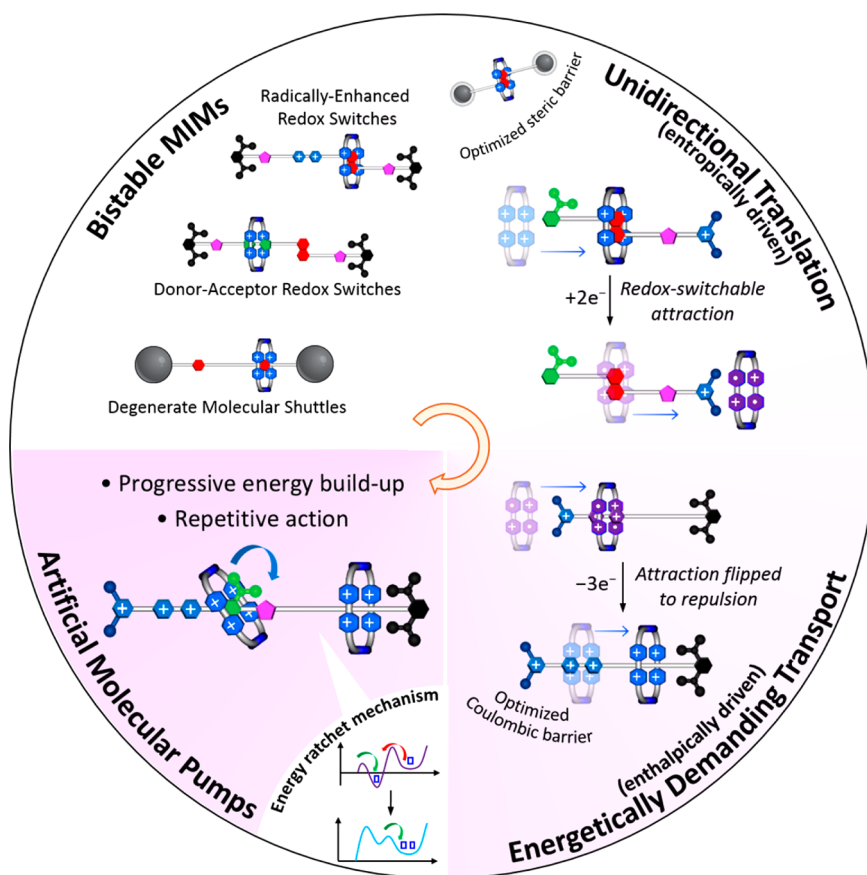 Bistable MIMs
Radically-Enhanced
Redox Switches
Donor-Acceptor Redox Switches
Degenerate Molecular Shuttles
Optimized steric barrier
Unidirectional Translation
(entropically driven)
+2e⁻
Redox-switchable
attraction
−3e⁻
Attraction flipped
to repulsion
Optimized
Coulombic barrier
(enthalpically driven)
Energetically Demanding Transport
• Progressive energy build-up
• Repetitive action
Artificial Molecular Pumps
Energy ratchet mechanism